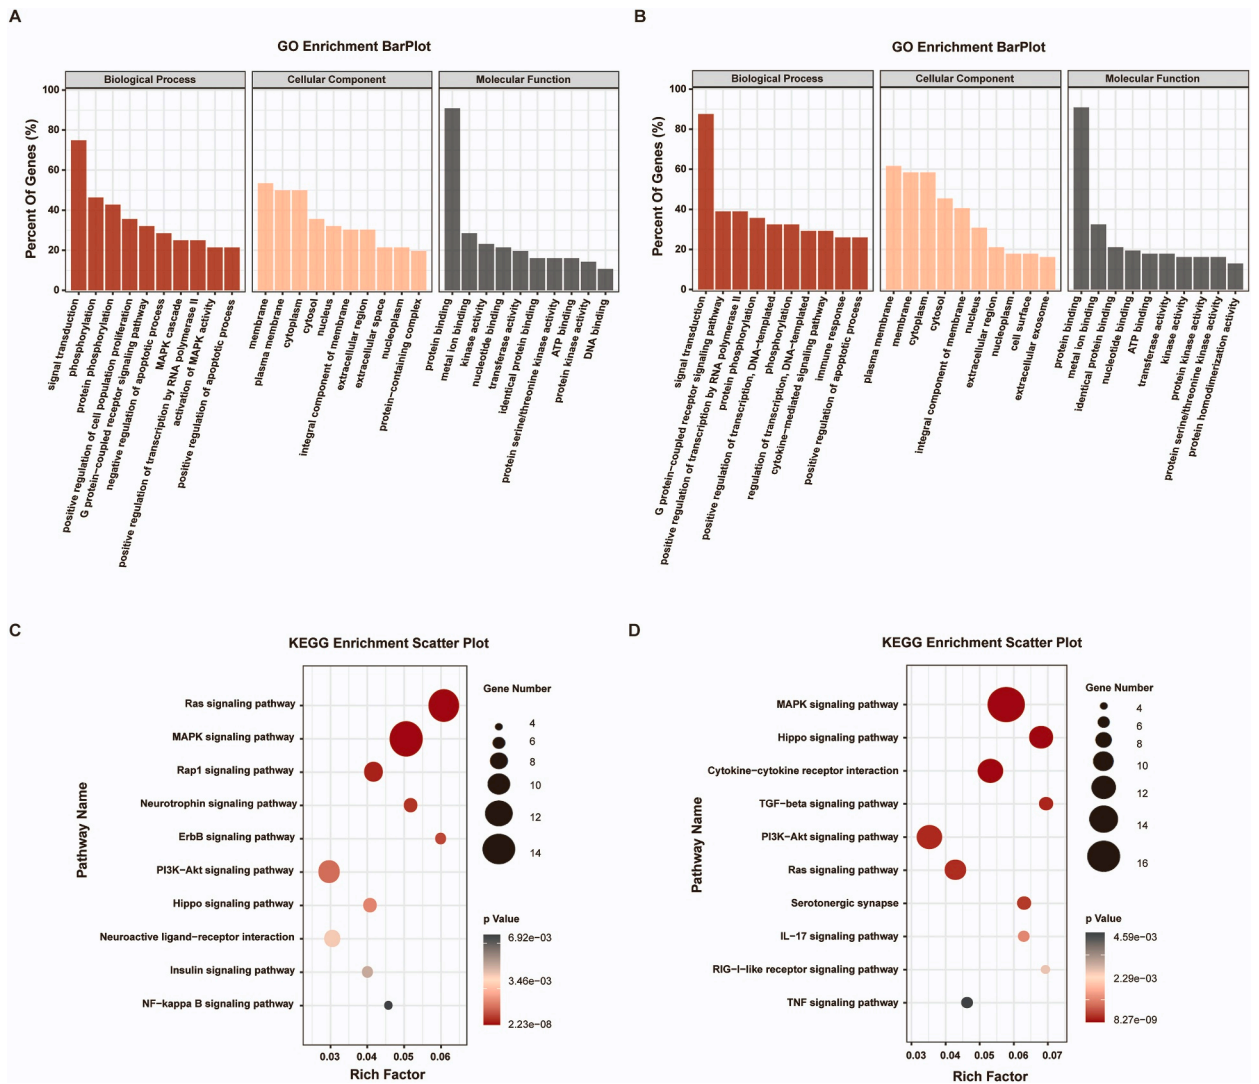 A
GO Enrichment BarPlot
Biological Process
Cellular Component
Molecular Function
Percent Of Genes (%)
100
80
60
40
20
0
signal transduction
phosphorylation
protein phosphorylation
positive regulation of cell population proliferation
G protein-coupled receptor signaling pathway
negative regulation of apoptotic process
MAPK cascade
positive regulation of transcription by RNA polymerase II
activation of MAPK activity
positive regulation of apoptotic process
membrane
plasma membrane
cytoplasm
cytosol
nucleus
integral component of membrane
extracellular region
extracellular space
nucleoplasm
protein-containing complex
protein binding
metal ion binding
kinase activity
nucleotide binding
transferase activity
identical protein binding
protein serine/threonine kinase activity
ATP binding
protein kinase activity
DNA binding
B
GO Enrichment BarPlot
Biological Process
Cellular Component
Molecular Function
Percent Of Genes (%)
100
80
60
40
20
0
signal transduction
G protein-coupled receptor signaling pathway
positive regulation of transcription by RNA polymerase II
protein phosphorylation
positive regulation of transcription, DNA-templated
phosphorylation
regulation of transcription, DNA-templated
cytokine-mediated signaling pathway
immune response
positive regulation of apoptotic process
plasma membrane
membrane
cytoplasm
cytosol
integral component of membrane
nucleus
extracellular region
nucleoplasm
cell surface
extracellular exosome
protein binding
metal ion binding
identical protein binding
nucleotide binding
ATP binding
transferase activity
kinase activity
protein kinase activity
protein serine/threonine kinase activity
protein homodimerization activity
C
KEGG Enrichment Scatter Plot
Pathway Name
Ras signaling pathway
MAPK signaling pathway
Rap1 signaling pathway
Neurotrophin signaling pathway
ErbB signaling pathway
PI3K-Akt signaling pathway
Hippo signaling pathway
Neuroactive ligand-receptor interaction
Insulin signaling pathway
NF-kappa B signaling pathway
0.03 0.04 0.05 0.06
Rich Factor
Gene Number
4
6
8
10
12
14
p Value
6.92e-03
3.46e-03
2.23e-08
D
KEGG Enrichment Scatter Plot
Pathway Name
MAPK signaling pathway
Hippo signaling pathway
Cytokine-cytokine receptor interaction
TGF-beta signaling pathway
PI3K-Akt signaling pathway
Ras signaling pathway
Serotonergic synapse
IL-17 signaling pathway
RIG-I-like receptor signaling pathway
TNF signaling pathway
0.03 0.04 0.05 0.06 0.07
Rich Factor
Gene Number
4
6
8
10
12
14
16
p Value
4.59e-03
2.29e-03
8.27e-09